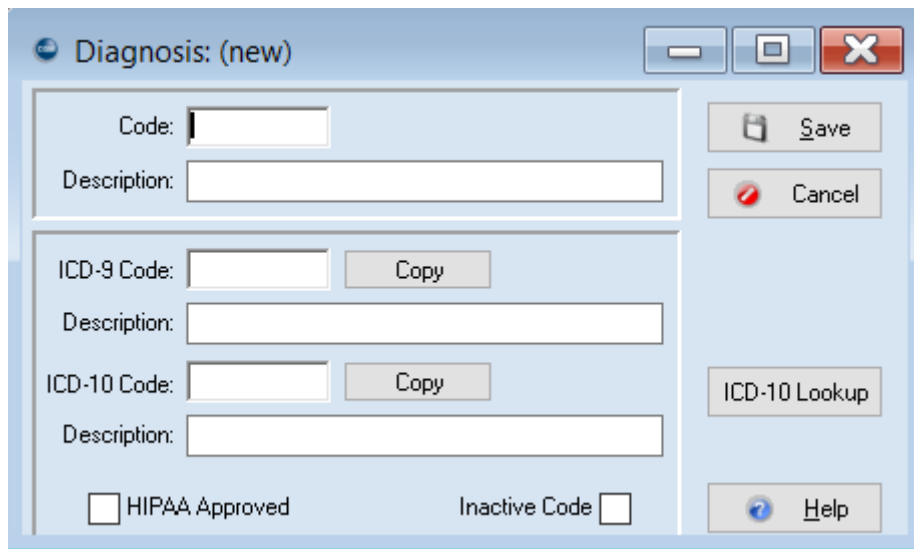 Diagnosis: (new)
Code:
Save
Description:
Cancel
ICD-9 Code:
Copy
Description:
ICD-10 Code:
Copy
ICD-10 Lookup
Description:
HIPAA Approved
Inactive Code
Help